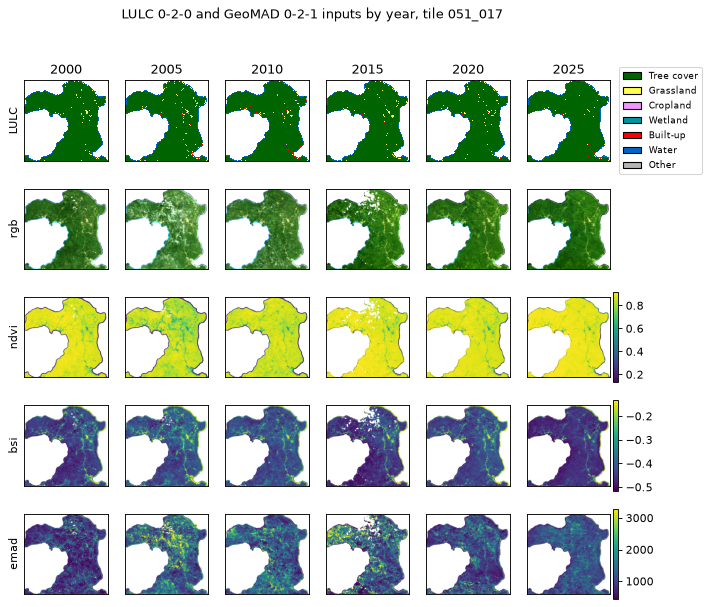 LULC 0-2-0 and GeoMAD 0-2-1 inputs by year, tile 051_017
2000 2005 2010 2015 2020 2025
LULC
Tree cover
Grassland
Cropland
Wetland
Built-up
Water
Other
rgb
ndvi
0.8
0.6
0.4
0.2
bsi
−0.2
−0.3
−0.4
−0.5
emad
3000
2000
1000